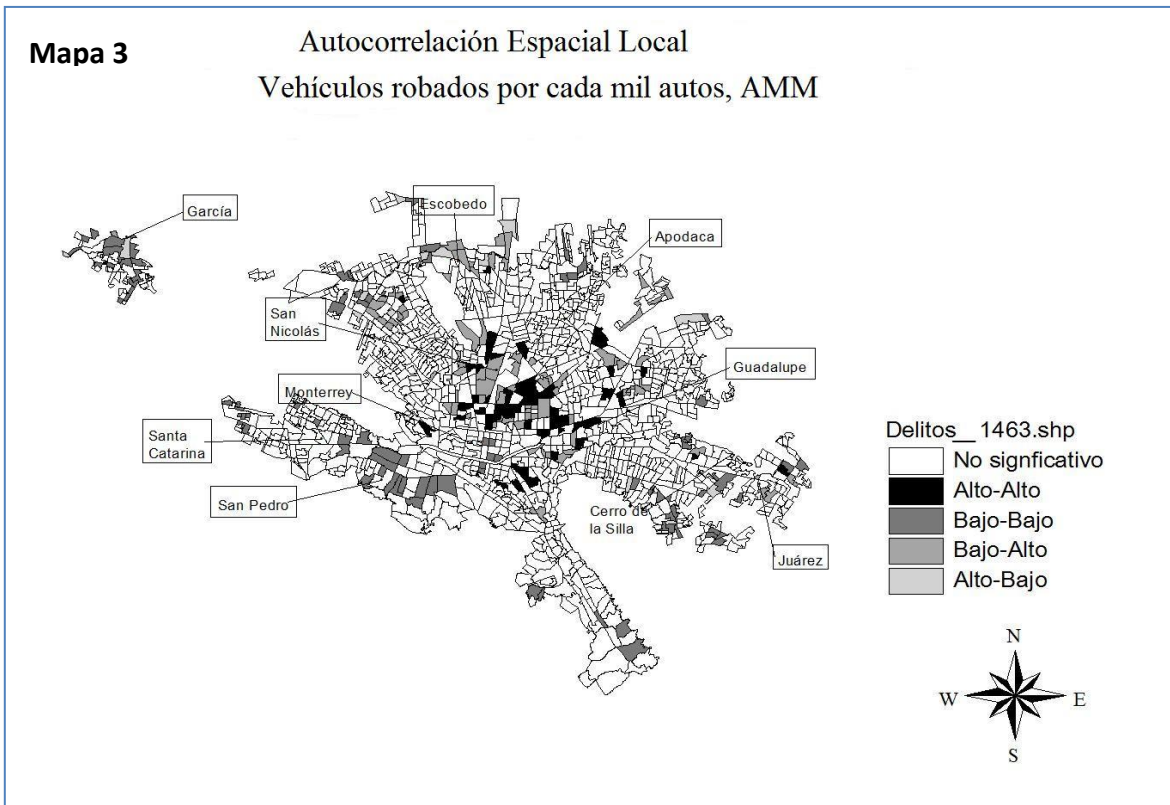 Mapa 3
Autocorrelación Espacial Local
Vehículos robados por cada mil autos, AMM
García
Escobedo
Apodaca
San
Nicolás
Guadalupe
Monterrey
Santa
Catarina
San Pedro
Cerro de
la Silla
Juárez
Delitos__1463.shp
No signficativo
Alto-Alto
Bajo-Bajo
Bajo-Alto
Alto-Bajo
N
W
E
S